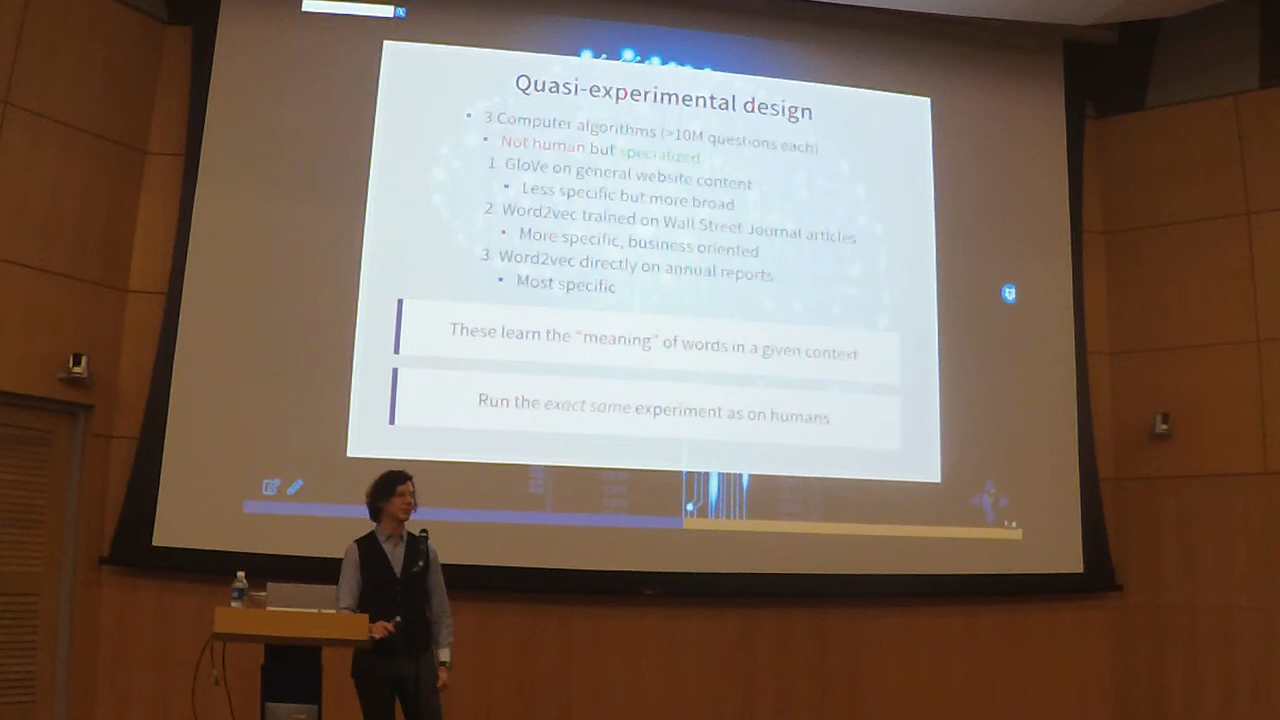 Quasi-experimental design
• 3 Computer algorithms (>10M questions each)
▪ Not human but specialized
1. GloVe on general website content
▪ Less specific but more broad
2. Word2vec trained on Wall Street Journal articles
▪ More specific, business oriented
3. Word2vec directly on annual reports
▪ Most specific
These learn the "meaning" of words in a given context
Run the exact same experiment as on humans